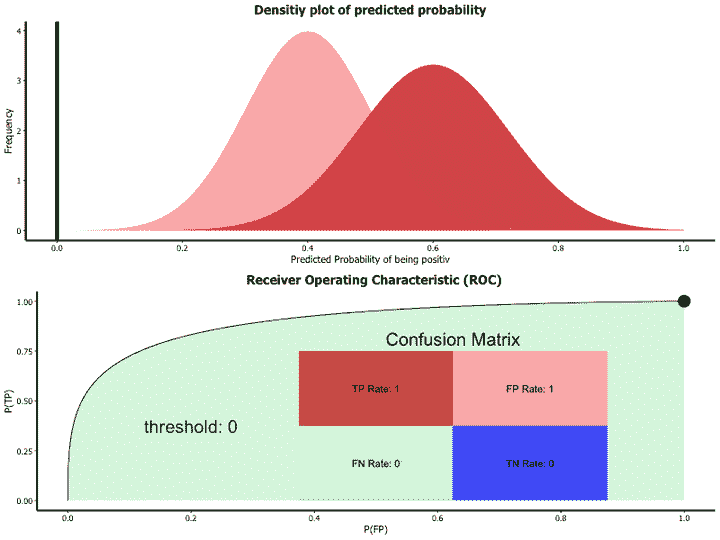 Densitiy plot of predicted probability
4
3
2
1
0
Frequency
0.0 0.2 0.4 0.6 0.8 1.0
Predicted Probability of being positiv
Receiver Operating Characteristic (ROC)
1.00
0.75
0.50
0.25
0.00
P(TP)
Confusion Matrix
TP Rate: 1 FP Rate: 1
threshold: 0
FN Rate: 0 TN Rate: 0
0.0 0.2 0.4 0.6 0.8 1.0
P(FP)